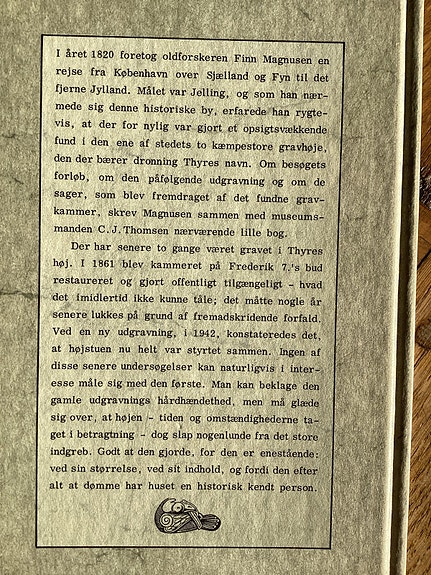 I året 1820 foretog oldforskeren Finn Magnusen en
rejse fra København over Sjælland og Fyn til det
fjerne Jylland. Målet var Jelling, og som han nær-
mede sig denne historiske by, erfarede han rygte-
vis, at der for nylig var gjort et opsigtsvækkende
fund i den ene af stedets to kæmpestore gravhøje,
den der bærer dronning Thyres navn. Om besøgets
forløb, om den påfølgende udgravning og om de
sager, som blev fremdraget af det fundne grav-
kammer, skrev Magnusen sammen med museums-
manden C. J. Thomsen nærværende lille bog.
Der har senere to gange været gravet i Thyres
høj. I 1861 blev kammeret på Frederik 7.'s bud
restaureret og gjort offentligt tilgængeligt - hvad
det imidlertid ikke kunne tåle; det måtte nogle år
senere lukkes på grund af fremadskridende forfald.
Ved en ny udgravning, i 1942, konstateredes det,
at højstuen nu helt var styrtet sammen. Ingen af
disse senere undersøgelser kan naturligvis i inter-
esse måle sig med den første. Man kan beklage den
gamle udgravnings hårdhændethed, men må glæde
sig over, at højen - tiden og omstændighederne ta-
get i betragtning - dog slap nogenlunde fra det store
indgreb. Godt at den gjorde, for den er enestående:
ved sin størrelse, ved sit indhold, og fordi den efter
alt at dømme har huset en historisk kendt person.